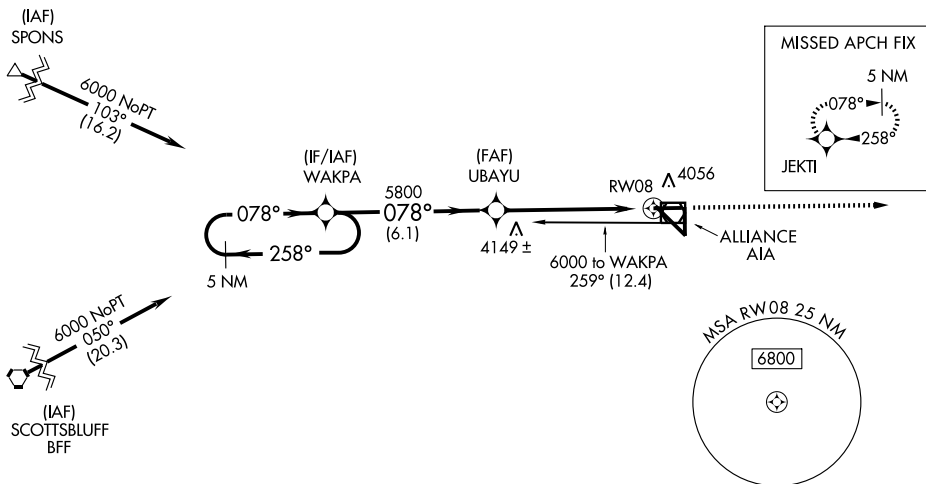 (IAF)
SPONS
6000 NoPT
103°
(16.2)
MISSED APCH FIX
5 NM
078°
258°
JEKTI
(IF/IAF)
WAKPA
(FAF)
UBAYU
RW08
4056
078°
5800
078°
(6.1)
258°
5 NM
4149 ±
6000 to WAKPA
259° (12.4)
ALLIANCE
AIA
6000 NoPT
050°
(20.3)
(IAF)
SCOTTSBLUFF
BFF
MSA RW08 25 NM
6800